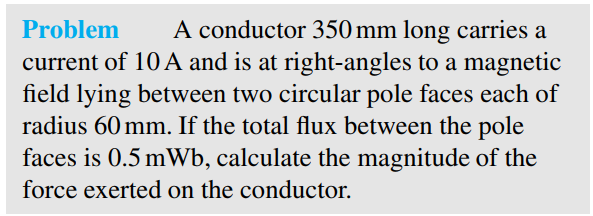 Problem A conductor 350 mm long carries a
current of 10 A and is at right-angles to a magnetic
field lying between two circular pole faces each of
radius 60 mm. If the total flux between the pole
faces is 0.5 mWb, calculate the magnitude of the
force exerted on the conductor.